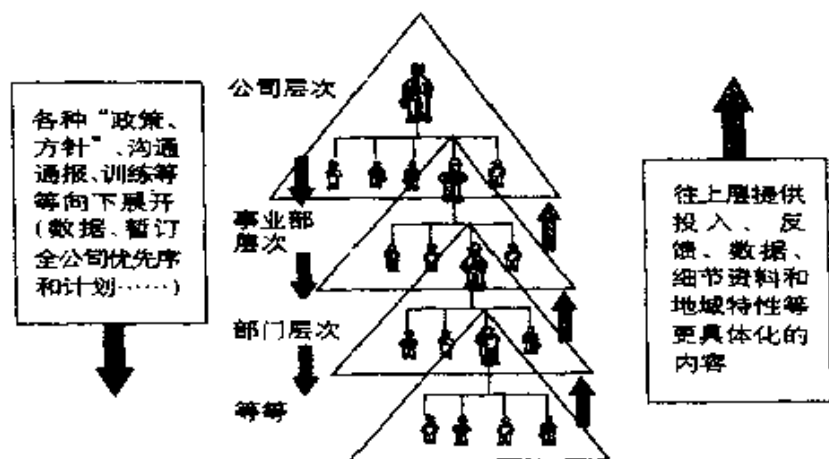 各种“政策、
方针”、沟通
通报、训练等
等向下展开
(数据、暂订
全公司优先序
和计划……)
公司层次
事业部
层次
部门层次
等等
往上层提供
投入、反
馈、数据、
细节资料和
地域特性等
更具体化的
内容